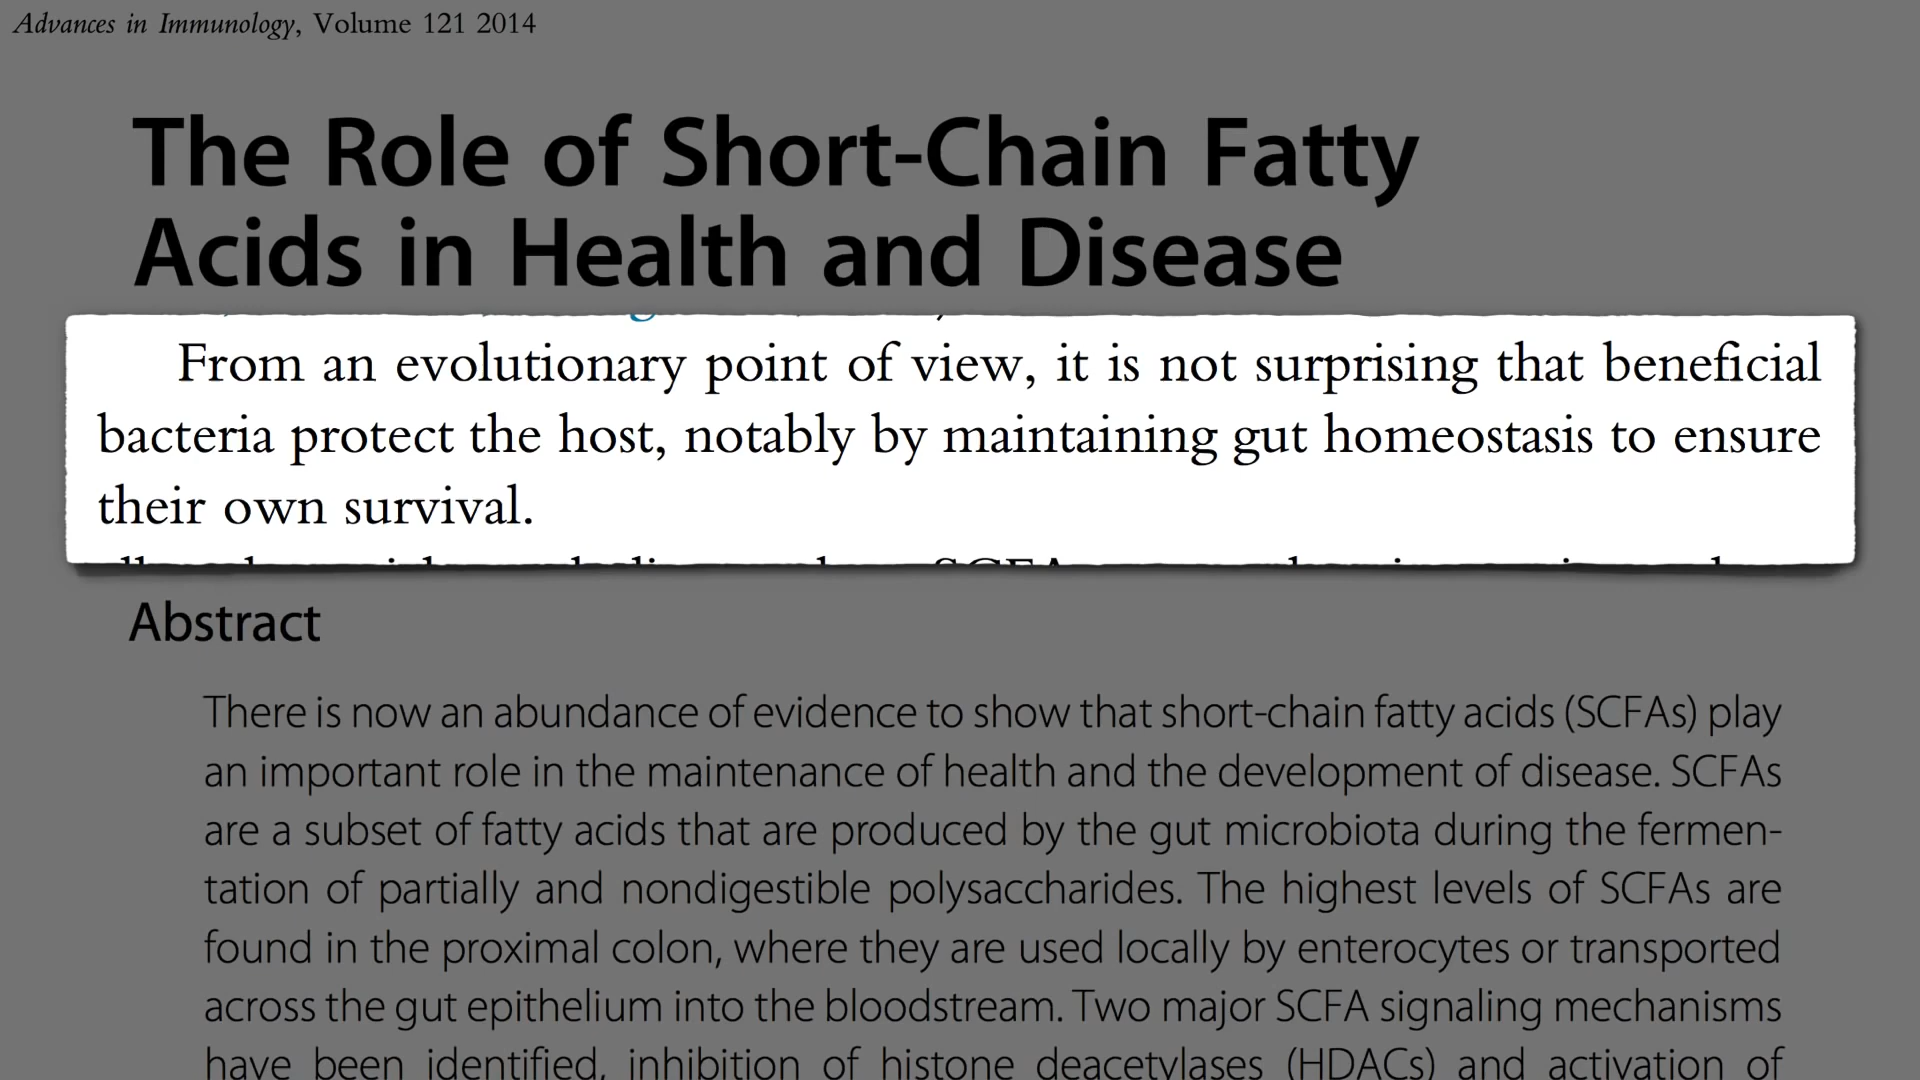 Advances in Immunology, Volume 121 2014
The Role of Short-Chain Fatty
Acids in Health and Disease
From an evolutionary point of view, it is not surprising that beneficial
bacteria protect the host, notably by maintaining gut homeostasis to ensure
their own survival.
Abstract
There is now an abundance of evidence to show that short-chain fatty acids (SCFAs) play
an important role in the maintenance of health and the development of disease. SCFAs
are a subset of fatty acids that are produced by the gut microbiota during the fermen-
tation of partially and nondigestible polysaccharides. The highest levels of SCFAs are
found in the proximal colon, where they are used locally by enterocytes or transported
across the gut epithelium into the bloodstream. Two major SCFA signaling mechanisms
have been identified, inhibition of histone deacetylases (HDACs) and activation of